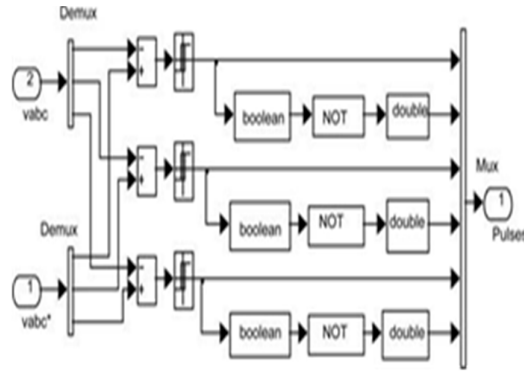 Demux
2
vabc
-
+
boolean
NOT
double
-
+
boolean
NOT
double
Mux
1
Pulses
Demux
1
vabc*
-
+
boolean
NOT
double